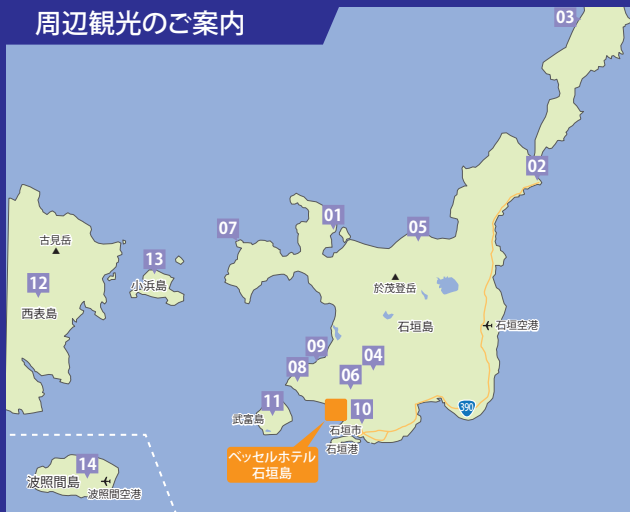 周辺観光のご案内
03
02
01
05
07
古見岳
13
12
小浜島
於茂登岳
西表島
石垣島
石垣空港
09
04
08
06
11
10
390
武富島
石垣市
石垣港
ベッセルホテル
石垣島
14
波照間島
波照間空港